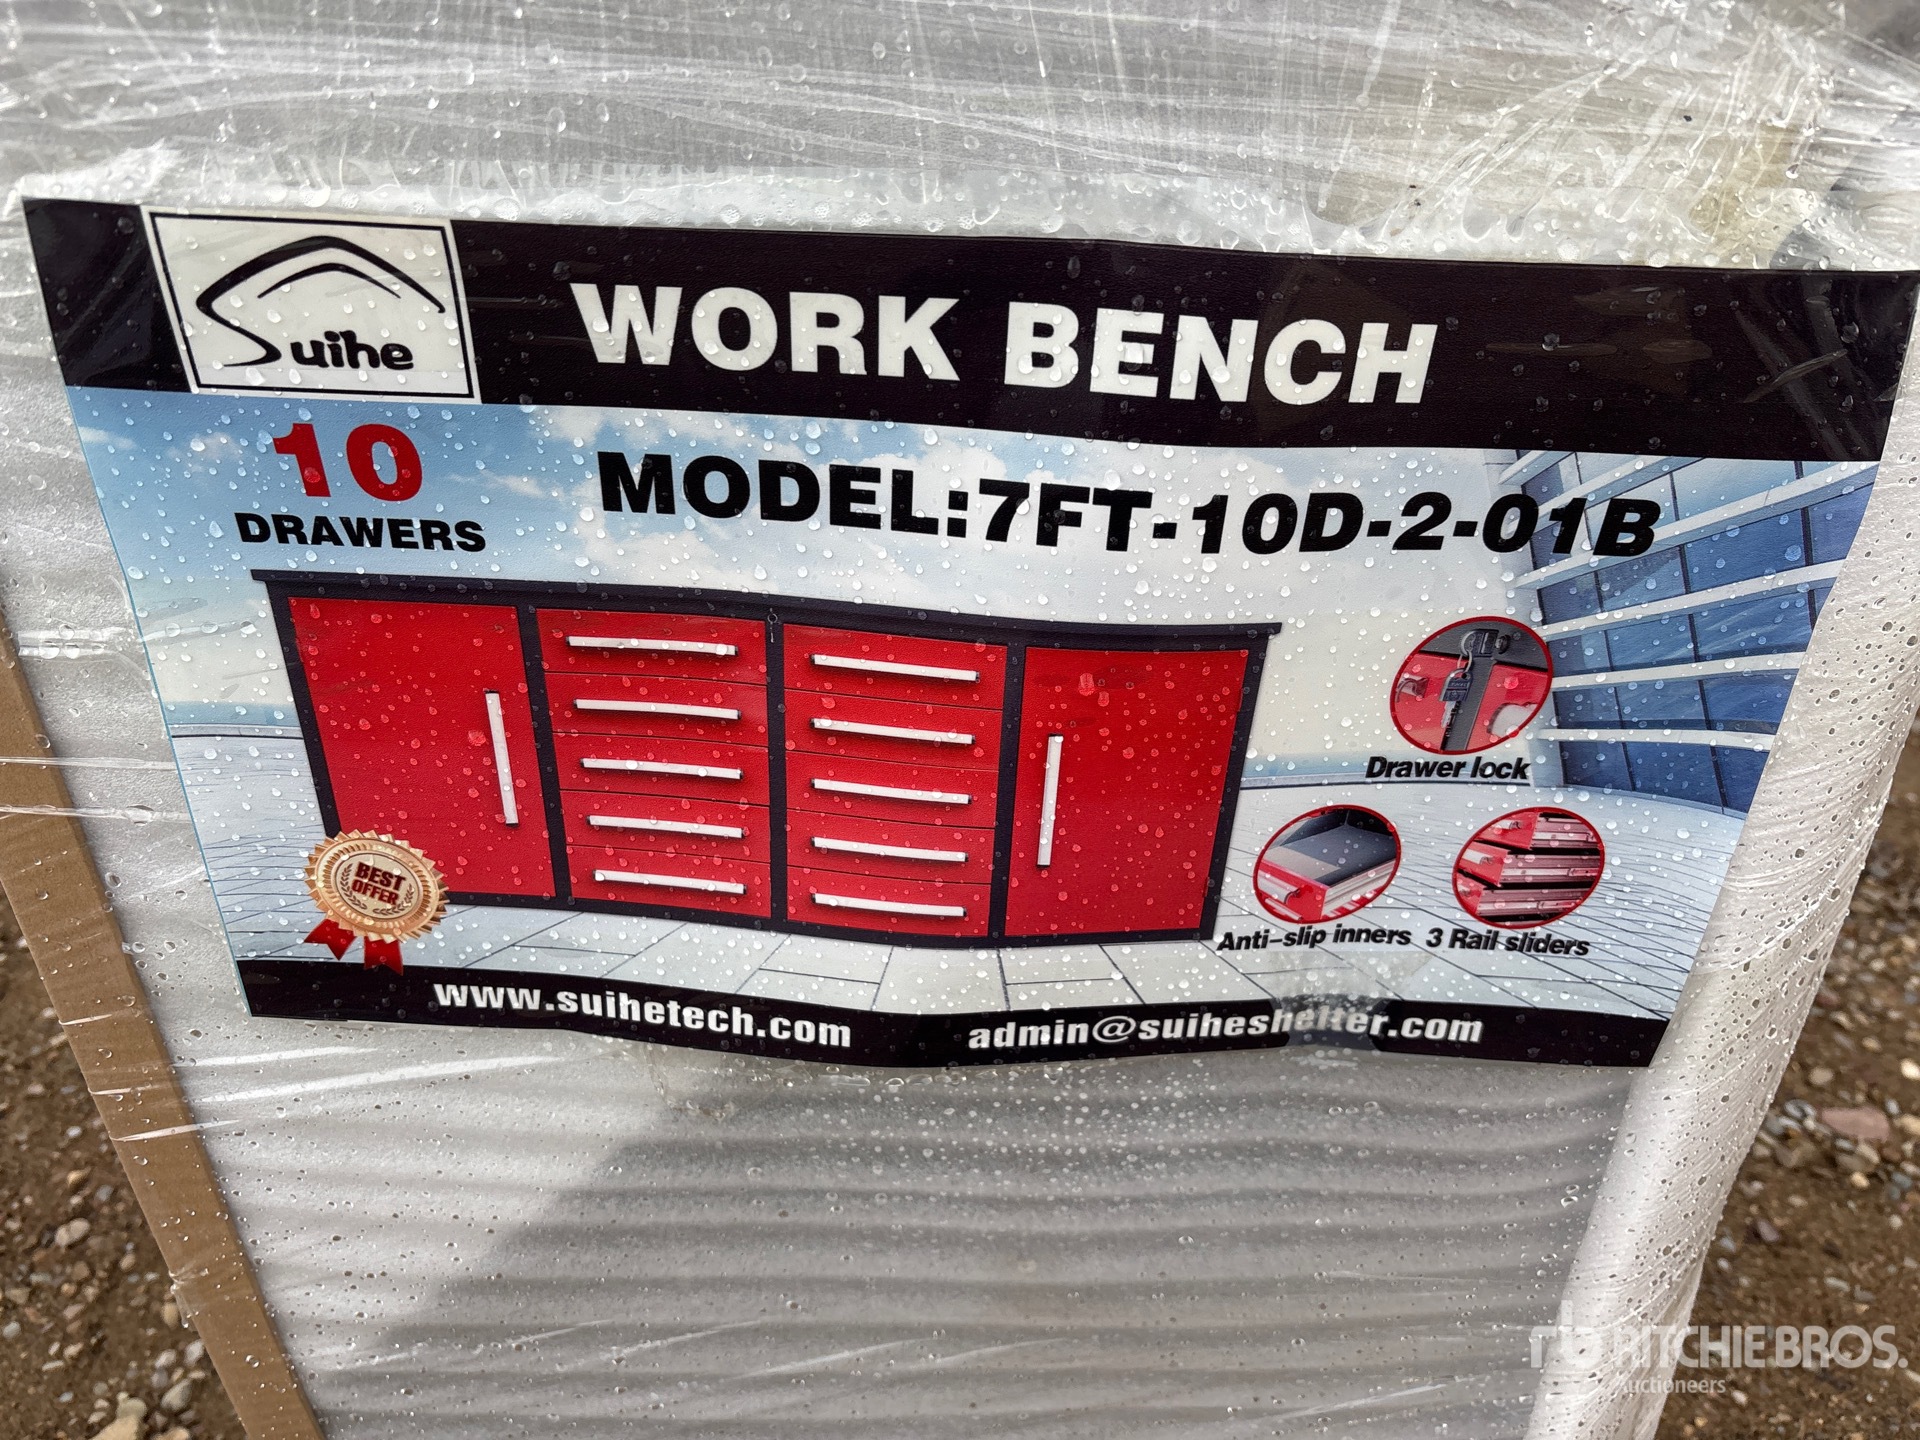 Suihe
WORK BENCH
10
DRAWERS
MODEL:7FT-10D-2-01B
Drawer lock
BEST
OFFER
Anti-slip inners
3 Rail sliders
www.suihetech.com
admin@suiheshelter.com
rb RITCHIE BROS.
Auctioneers